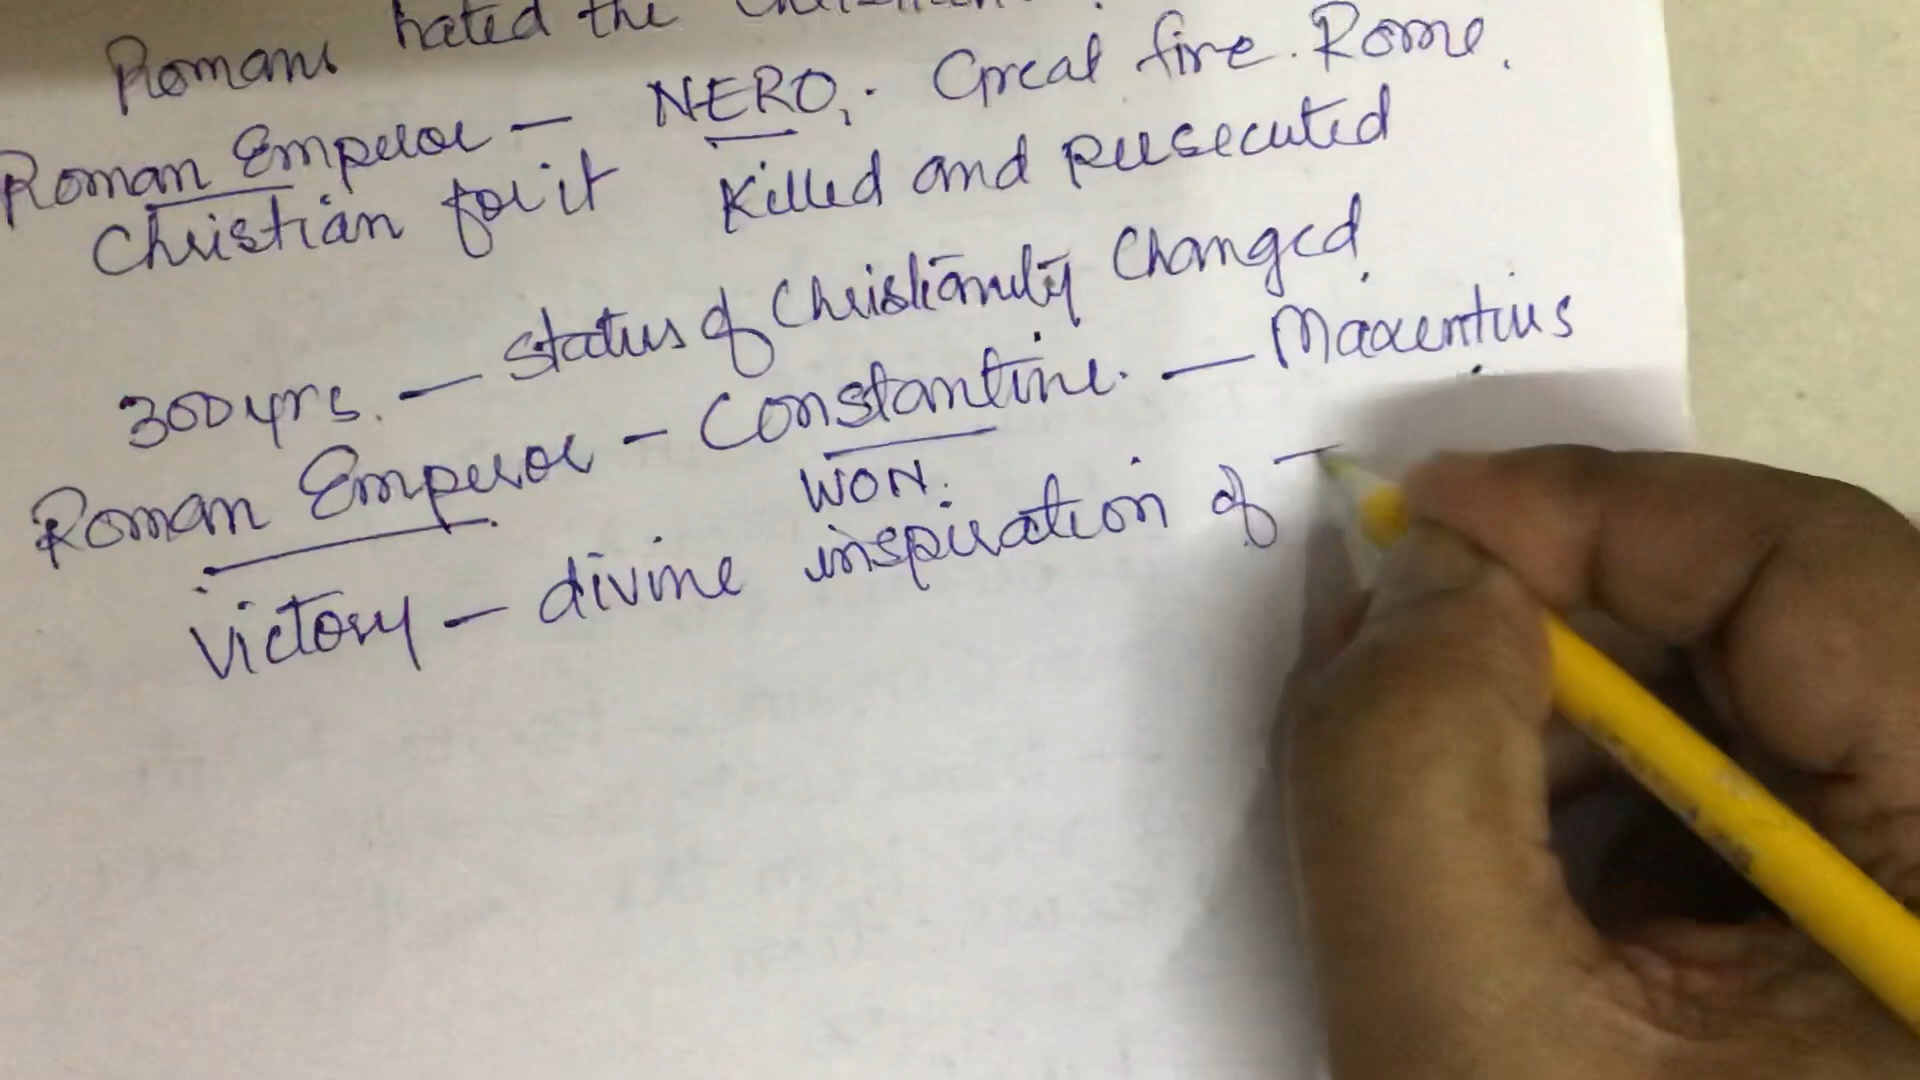 Romans hated the
Roman Emperor — NERO,. Great fire. Rome.
Christian for it killed and persecuted
300 yrs. — status of Christianity changed
Roman Emperor - Constantine. — Maxentius
WON.
victory — divine inspiration of